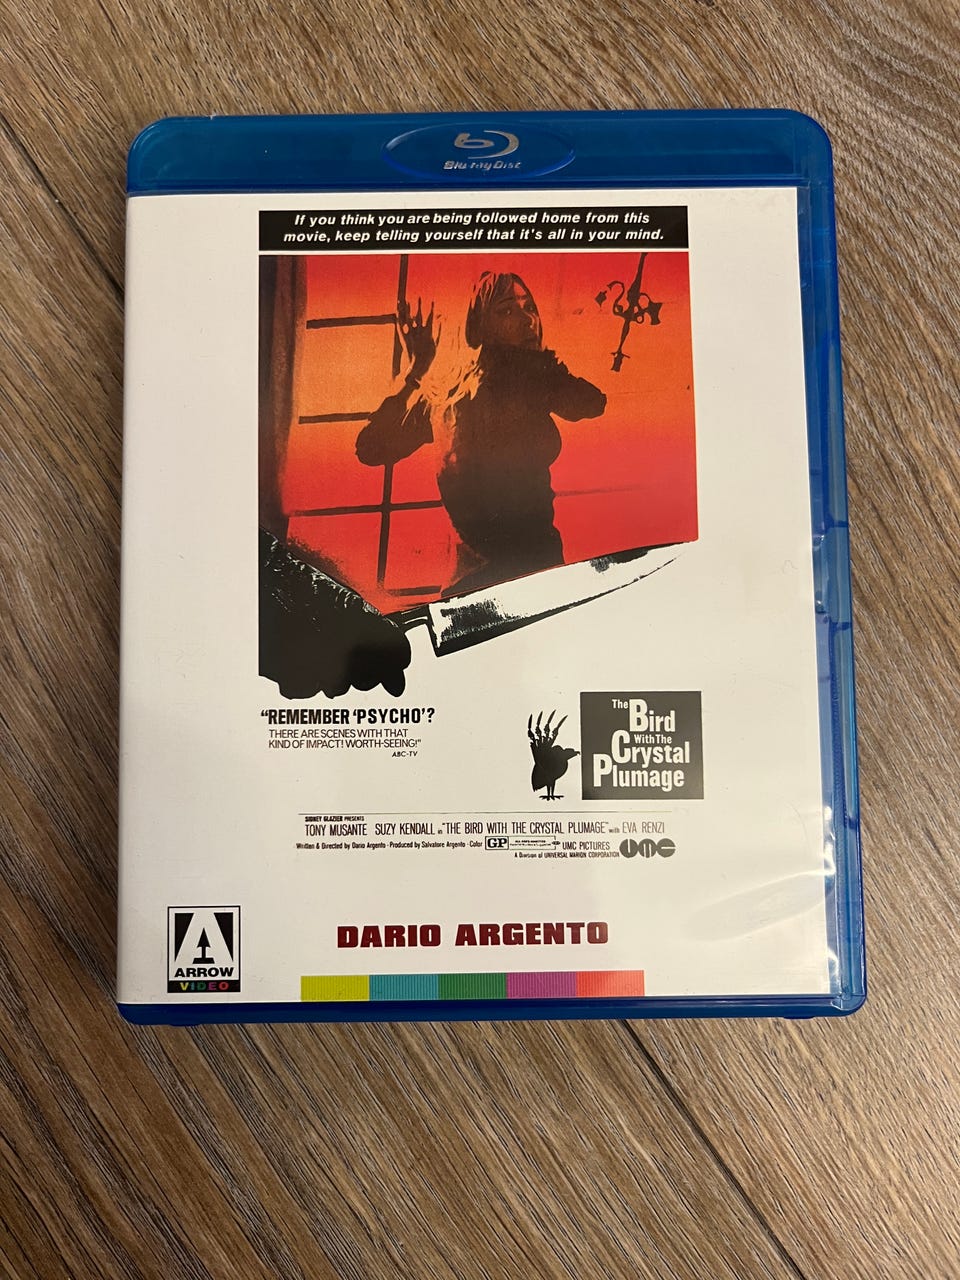 Blu-ray Disc
If you think you are being followed home from this
movie, keep telling yourself that it's all in your mind.
"REMEMBER 'PSYCHO'?
THERE ARE SCENES WITH THAT
KIND OF IMPACT! WORTH-SEEING!"
ABC-TV
The Bird
With The
Crystal
Plumage
SIDNEY GLAZIER PRESENTS
TONY MUSANTE SUZY KENDALL in "THE BIRD WITH THE CRYSTAL PLUMAGE" with EVA RENZI
Written & Directed by Dario Argento · Produced by Salvatore Argento · Color GP UMC PICTURES umc
A Division of UNIVERSAL MARION CORPORATION
DARIO ARGENTO
A
ARROW
VIDEO